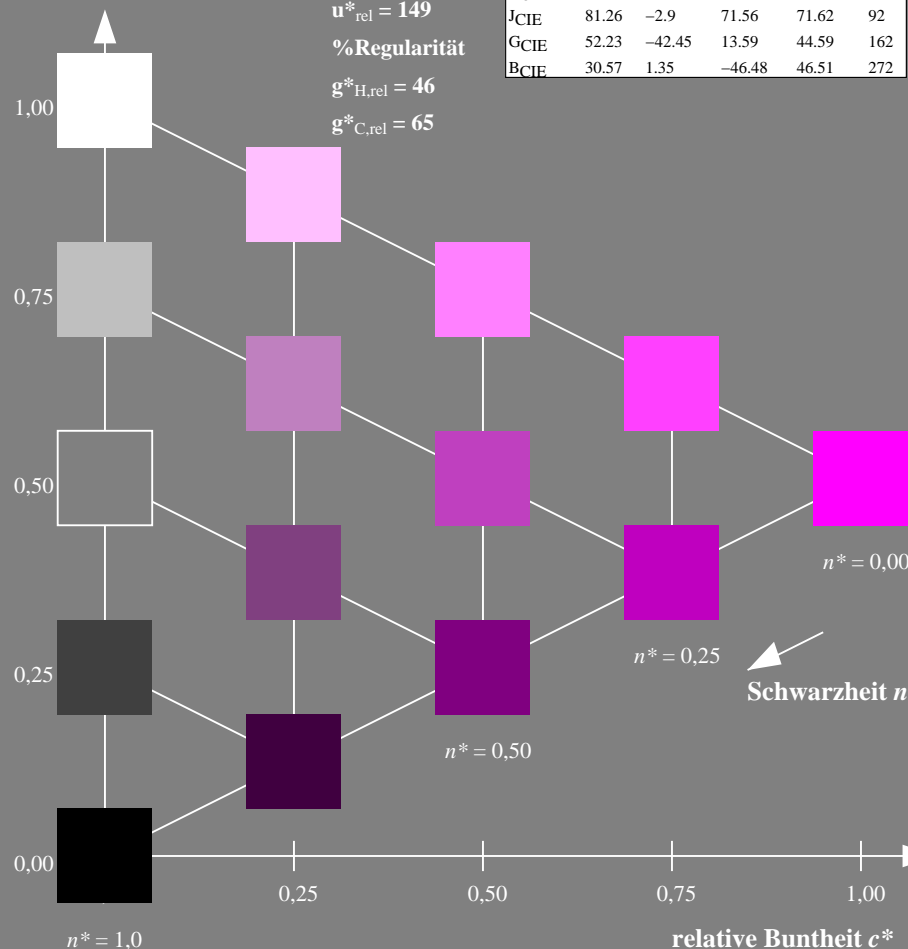 u*rel = 149
%Regularität
g*H,rel = 46
g*C,rel = 65
JCIE 81.26 −2.9 71.56 71.62 92
GCIE 52.23 −42.45 13.59 44.59 162
BCIE 30.57 1.35 −46.48 46.51 272
1,00
0,75
0,50
n* = 0,00
0,25
n* = 0,25
Schwarzheit n
n* = 0,50
0,00
0,25 0,50 0,75 1,00
n* = 1,0
relative Buntheit c*